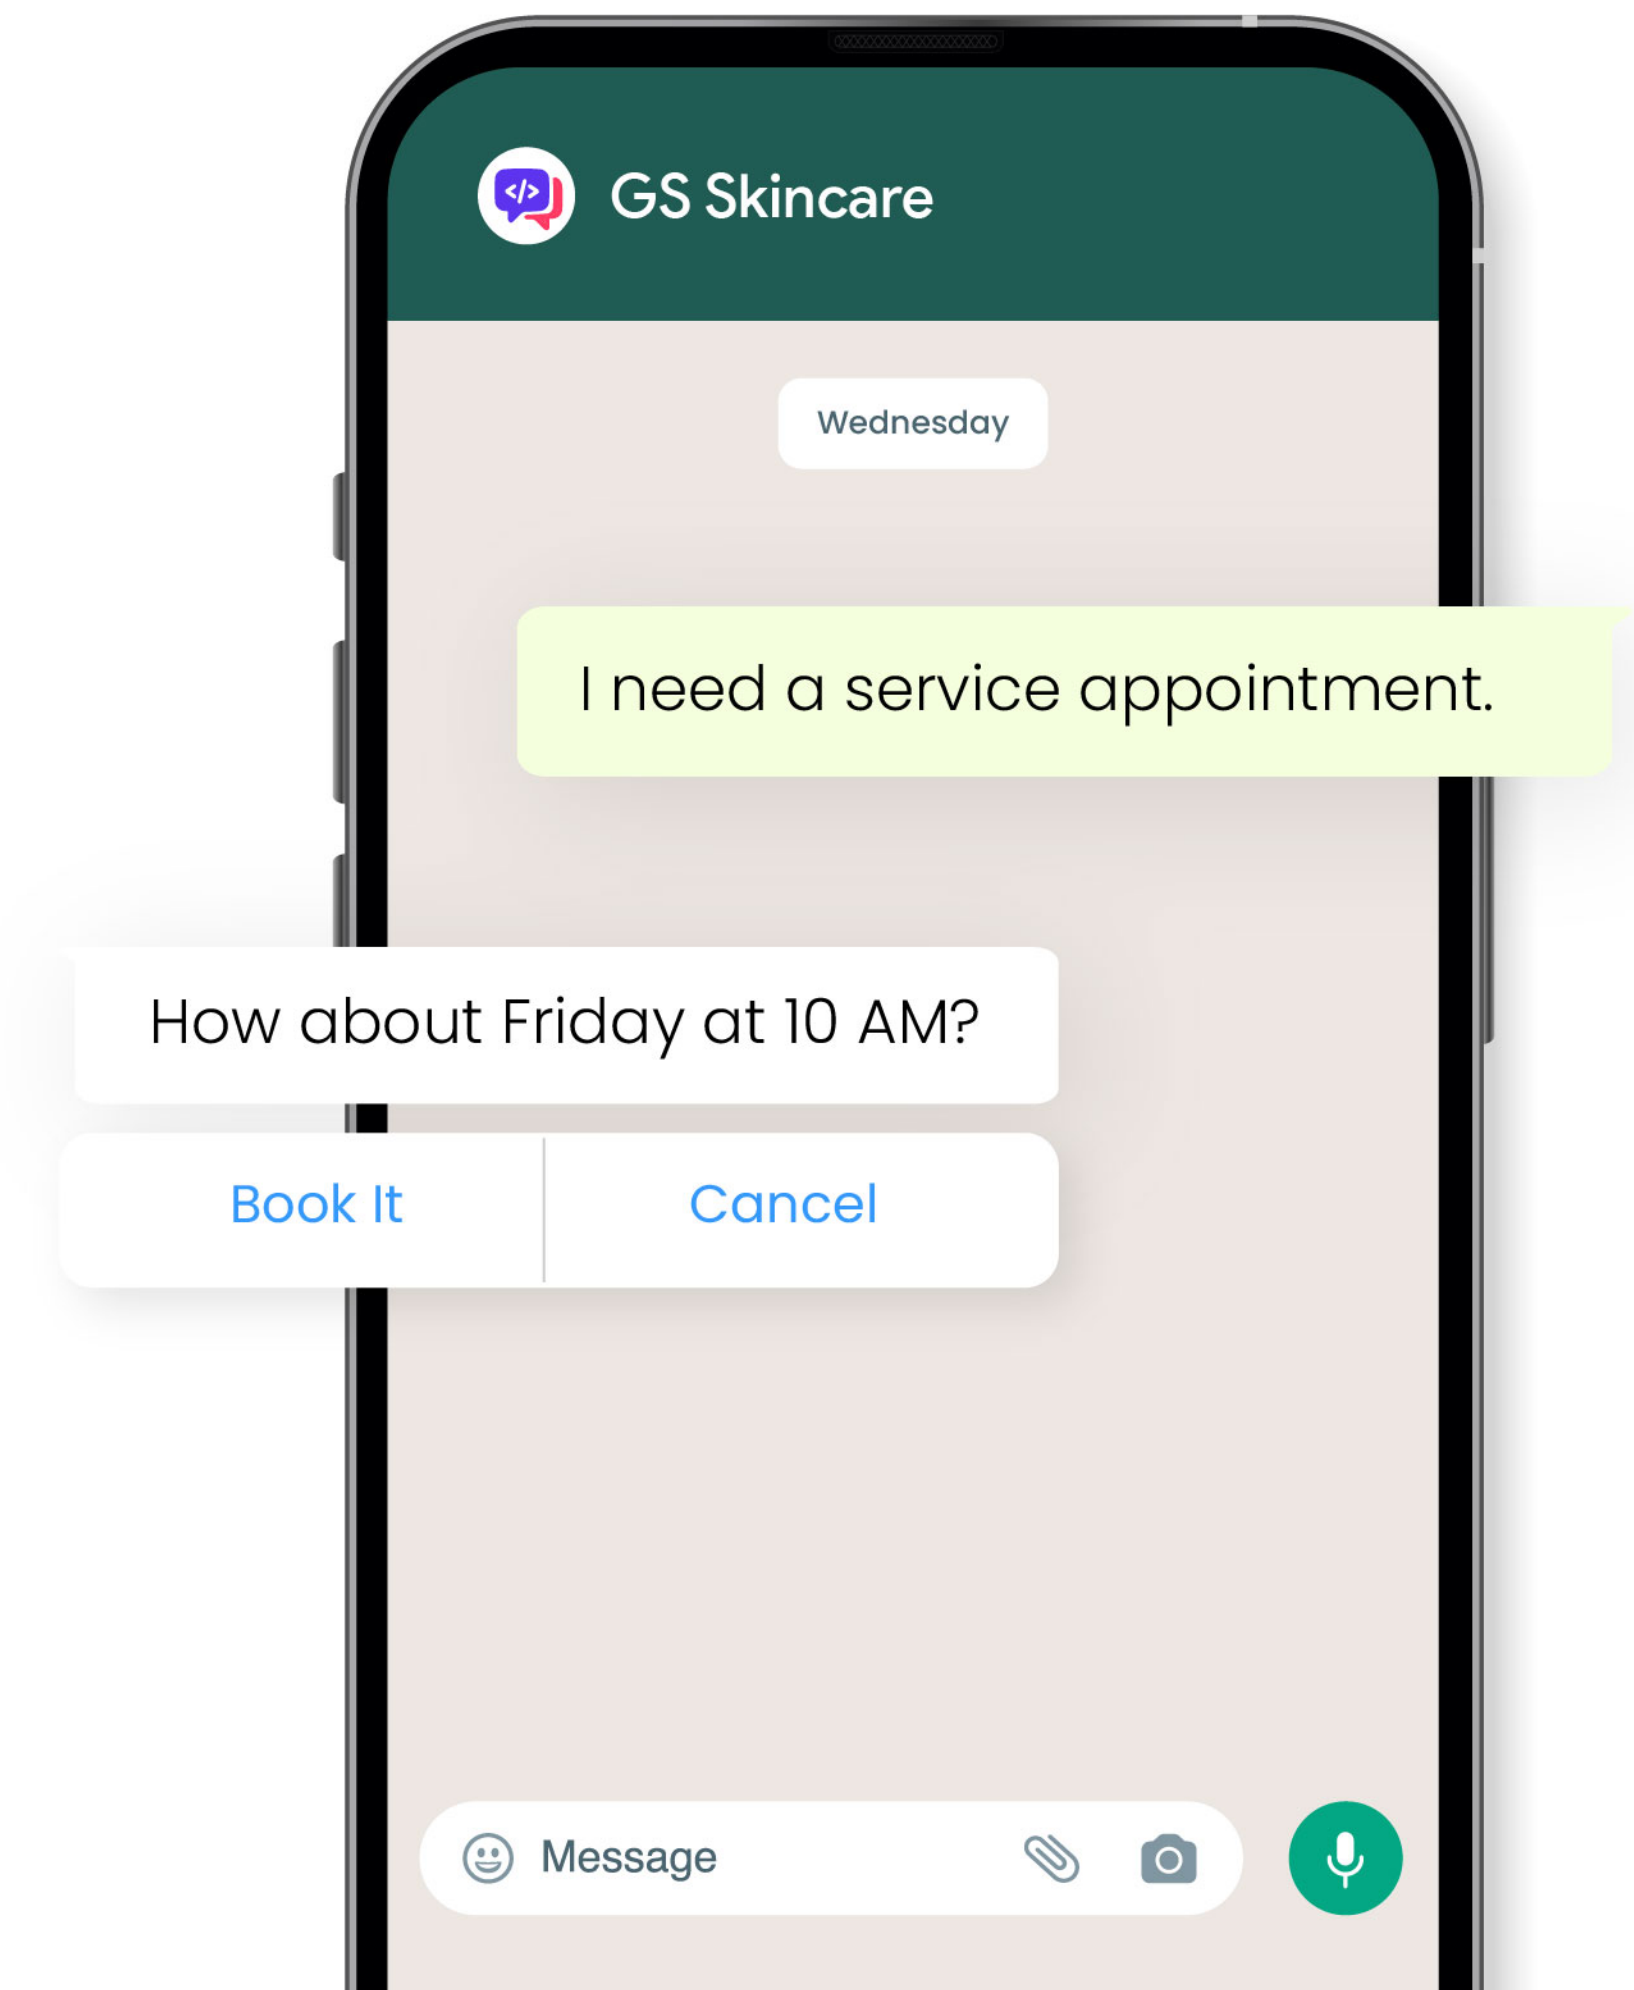 </>
GS Skincare
Wednesday
I need a service appointment.
How about Friday at 10 AM?
Book It
Cancel
Message